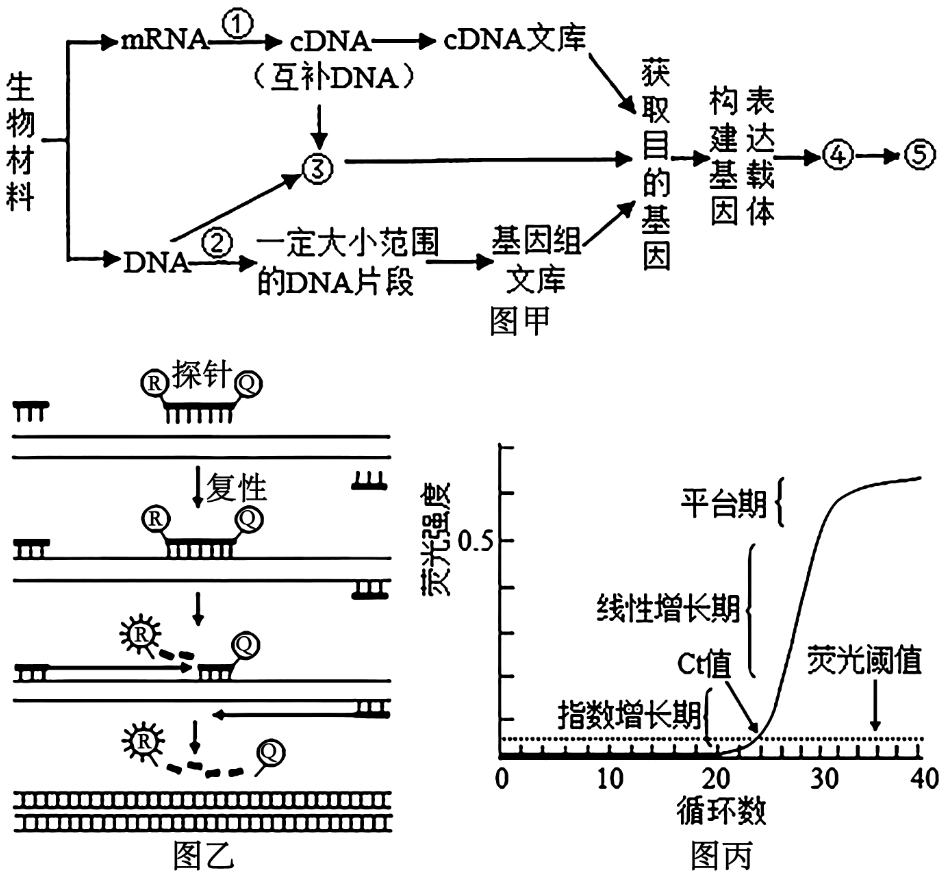 生物材料
mRNA
①
cDNA
(互补DNA)
cDNA文库
③
DNA
②
一定大小范围
的DNA片段
基因组
文库
获取目的基因
构建基因
表达载体
④
⑤
图甲
R
探针
Q
复性
R
Q
R
Q
R
Q
图乙
荧光强度
0.5
平台期
线性增长期
Ct值
荧光阈值
指数增长期
0
10
20
30
40
循环数
图丙